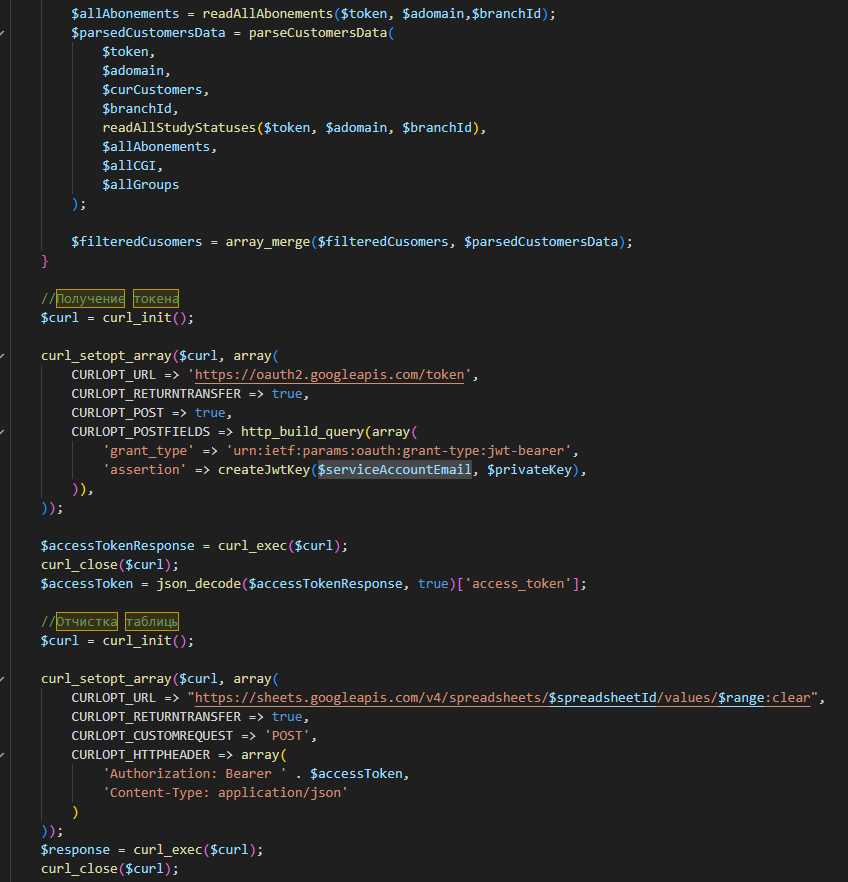 $allAbonements = readAllAbonements($token, $adomain,$branchId);
$parsedCustomersData = parseCustomersData(
$token,
$adomain,
$curCustomers,
$branchId,
readAllStudyStatuses($token, $adomain, $branchId),
$allAbonements,
$allCGI,
$allGroups
);
$filteredCusomers = array_merge($filteredCusomers, $parsedCustomersData);
}
//Получение токена
$curl = curl_init();
curl_setopt_array($curl, array(
CURLOPT_URL => 'https://oauth2.googleapis.com/token',
CURLOPT_RETURNTRANSFER => true,
CURLOPT_POST => true,
CURLOPT_POSTFIELDS => http_build_query(array(
'grant_type' => 'urn:ietf:params:oauth:grant-type:jwt-bearer',
'assertion' => createJwtKey($serviceAccountEmail, $privateKey),
)),
));
$accessTokenResponse = curl_exec($curl);
curl_close($curl);
$accessToken = json_decode($accessTokenResponse, true)['access_token'];
//Отчистка таблицы
$curl = curl_init();
curl_setopt_array($curl, array(
CURLOPT_URL => "https://sheets.googleapis.com/v4/spreadsheets/$spreadsheetId/values/$range:clear",
CURLOPT_RETURNTRANSFER => true,
CURLOPT_CUSTOMREQUEST => 'POST',
CURLOPT_HTTPHEADER => array(
'Authorization: Bearer ' . $accessToken,
'Content-Type: application/json'
)
));
$response = curl_exec($curl);
curl_close($curl);